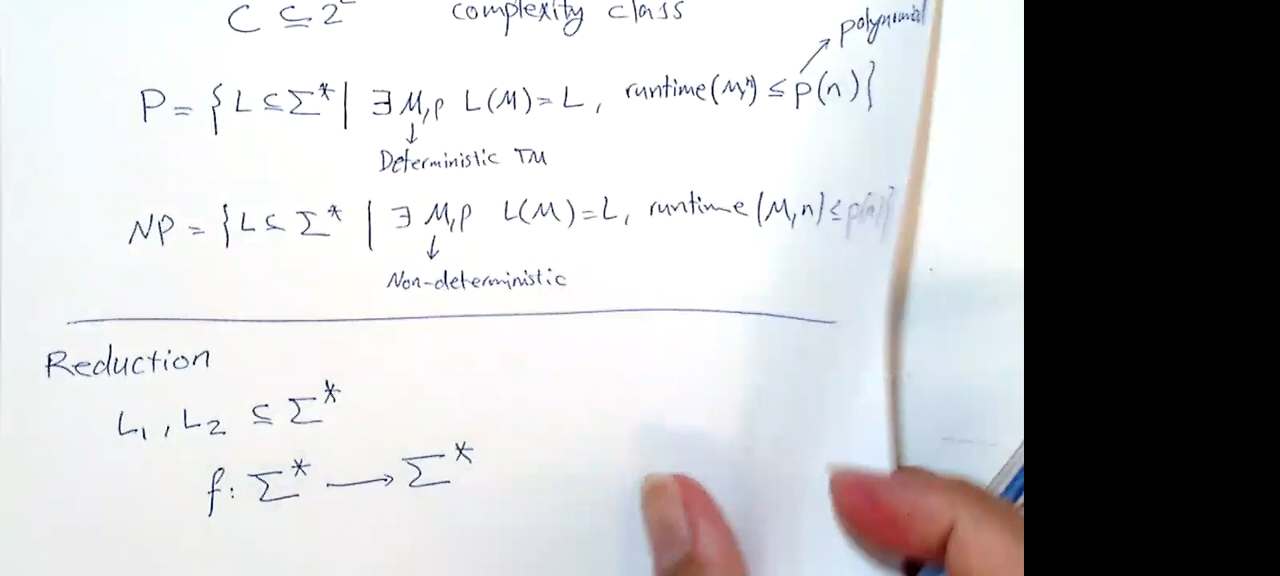 C ⊆ 2 complexity class
polynomial
P = { L ⊆ Σ* | ∃ M,p L(M) = L, runtime(M,n) ≤ p(n) }
Deterministic TM
NP = { L ⊆ Σ* | ∃ M,p L(M) = L, runtime (M,n) ≤ p(n) }
Non-deterministic
Reduction
L₁, L₂ ⊆ Σ*
f: Σ* ⟶ Σ*